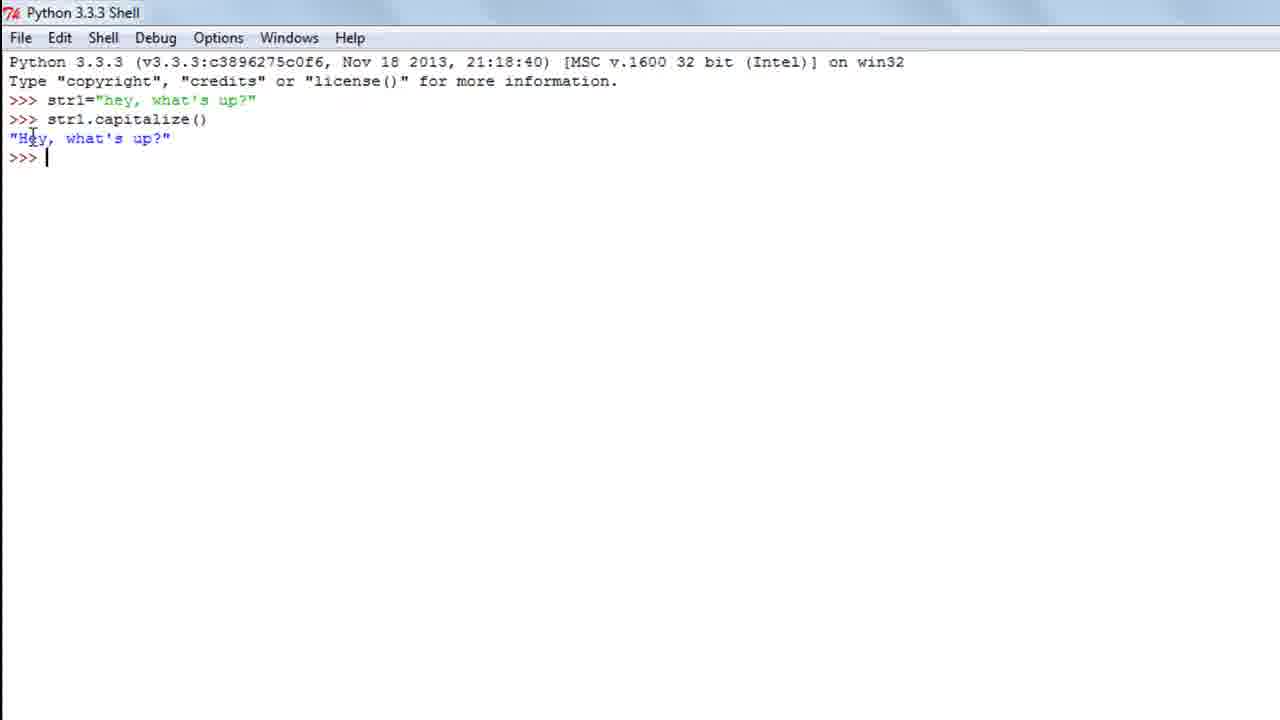 Python 3.3.3 Shell
File Edit Shell Debug Options Windows Help
Python 3.3.3 (v3.3.3:c3896275c0f6, Nov 18 2013, 21:18:40) [MSC v.1600 32 bit (Intel)] on win32
Type "copyright", "credits" or "license()" for more information.
>>> str1="hey, what's up?"
>>> str1.capitalize()
"Hey, what's up?"
>>>